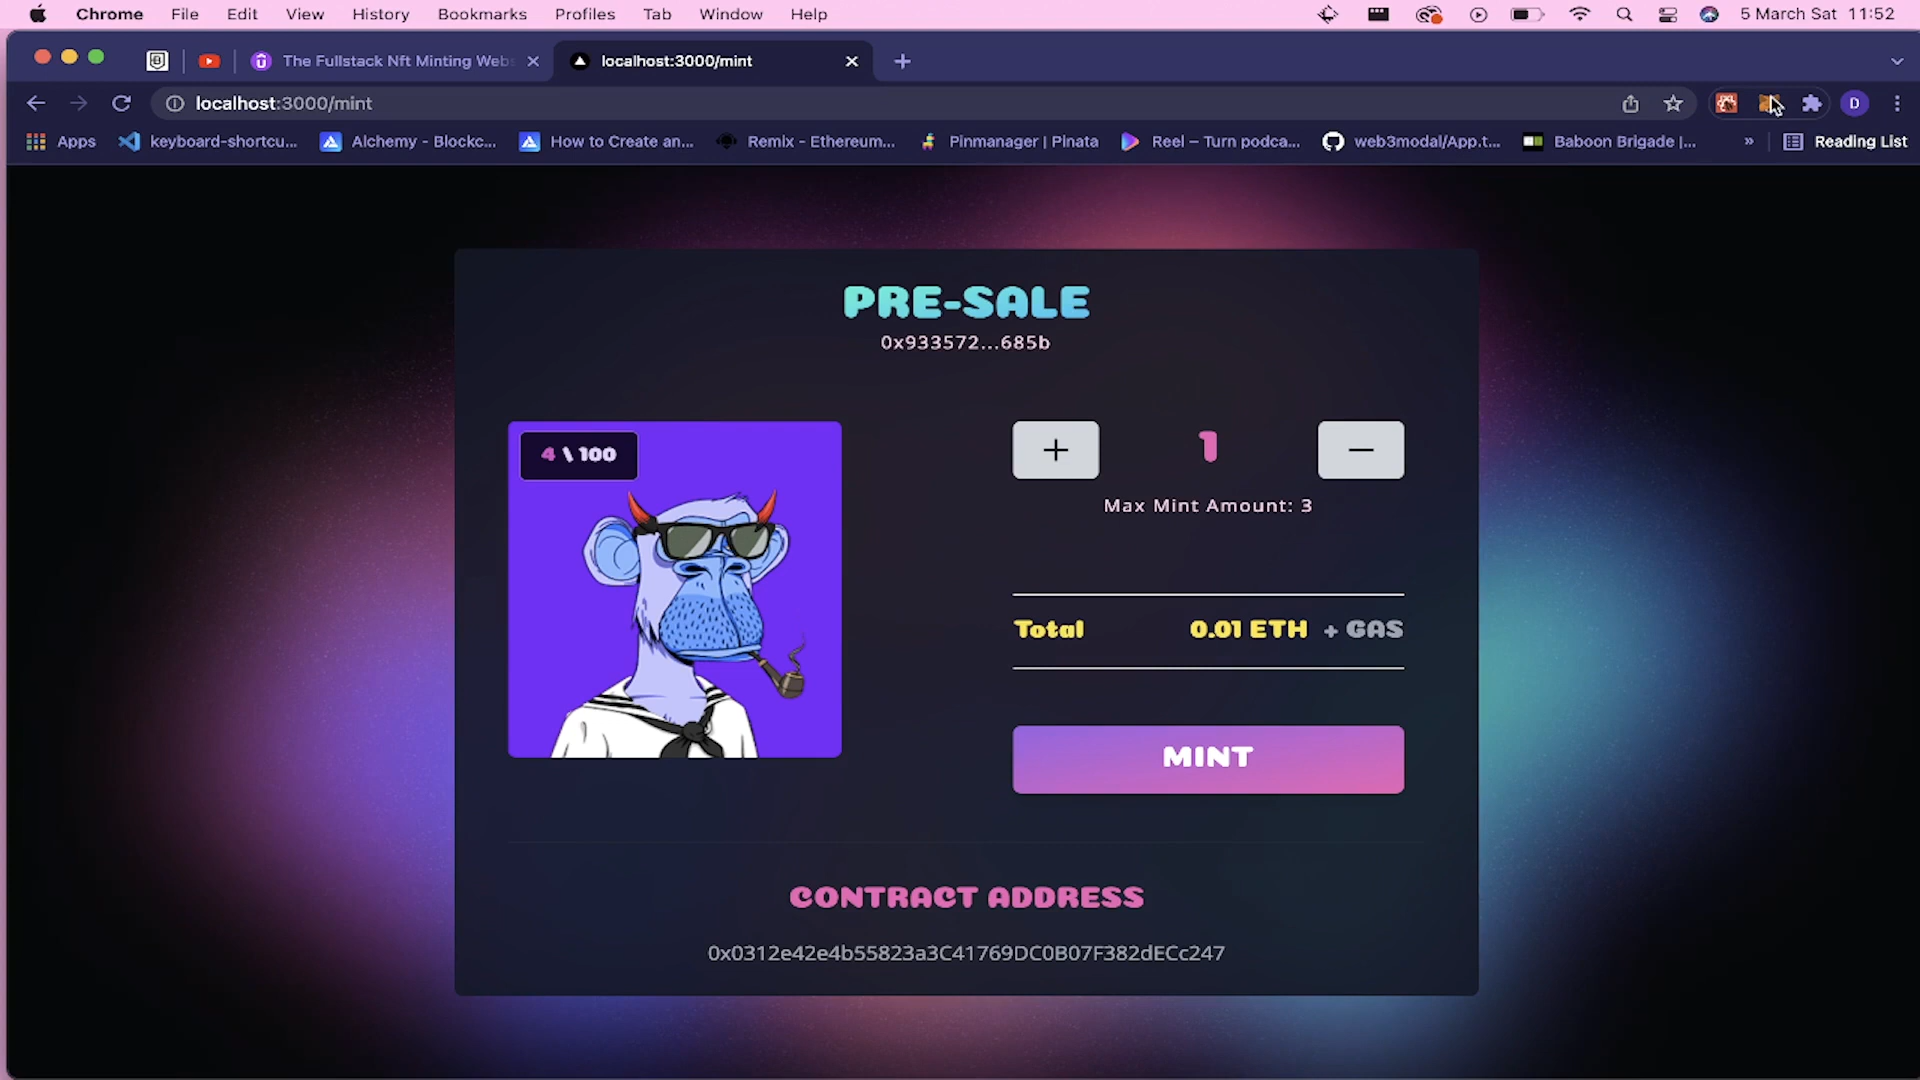 Chrome File Edit View History Bookmarks Profiles Tab Window Help 5 March Sat 11:52
The Fullstack Nft Minting Webs localhost:3000/mint
localhost:3000/mint D
Apps keyboard-shortcu... Alchemy - Blockc... How to Create an... Remix - Ethereum... Pinmanager | Pinata Reel – Turn podca... web3modal/App.t... Baboon Brigade |... » Reading List
PRE-SALE
0x933572...685b
4 \ 100
+ 1 −
Max Mint Amount: 3
Total 0.01 ETH + GAS
MINT
CONTRACT ADDRESS
0x0312e42e4b55823a3C41769DC0B07F382dECc247